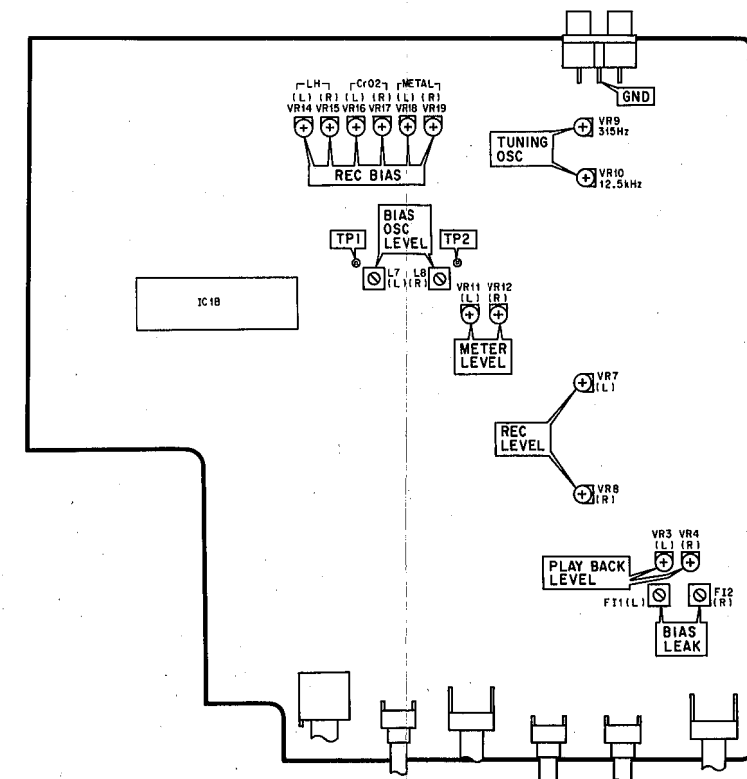 GND
LH CrO2 METAL
(L) (R) (L) (R) (L) (R)
VR14 VR15 VR16 VR17 VR18 VR19
REC BIAS
TUNING
OSC
VR9
315Hz
VR10
12.5kHz
BIAS
OSC
LEVEL
TP1
TP2
L7 L8
(L) (R)
IC18
VR11 VR12
(L) (R)
METER
LEVEL
VR7
(L)
REC
LEVEL
VR8
(R)
VR3 VR4
(L) (R)
PLAY BACK
LEVEL
FI1(L)
FI2
(R)
BIAS
LEAK